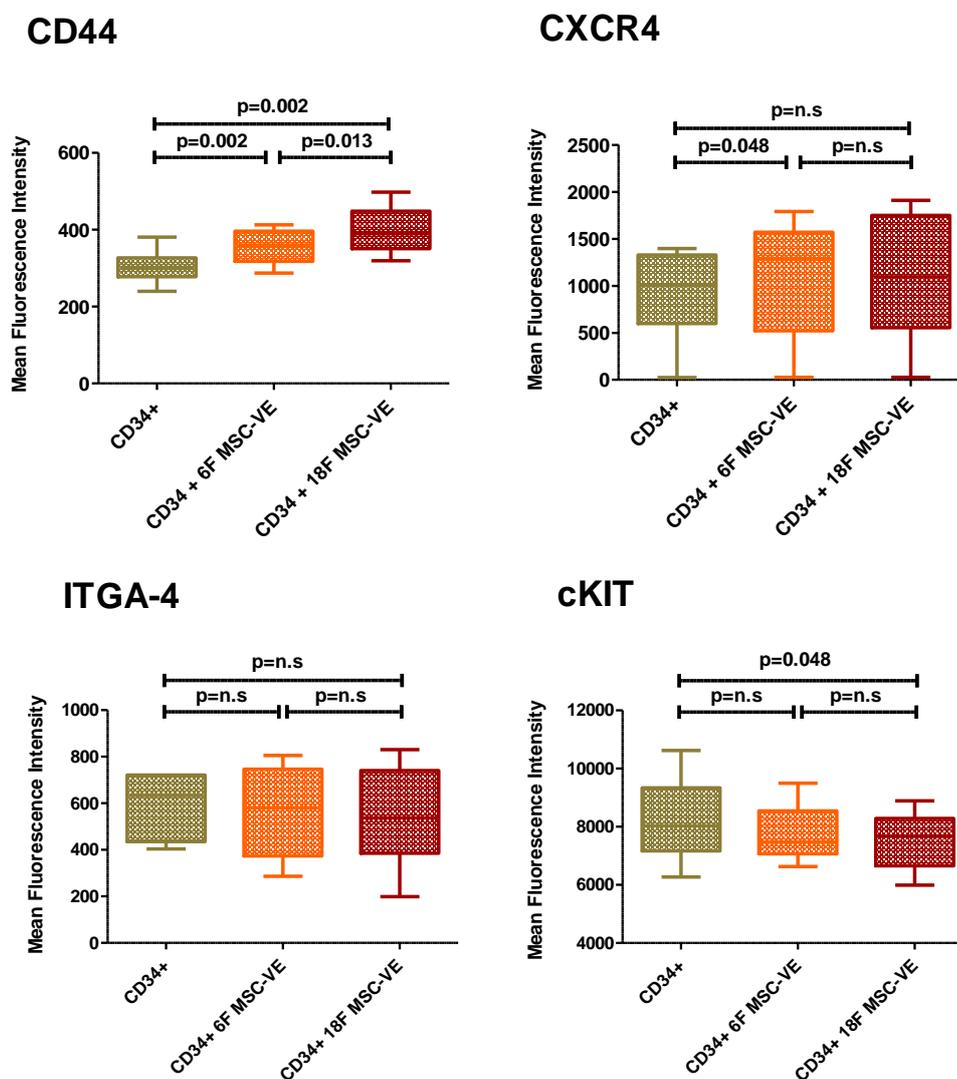 CD44
p=0.002
p=0.002
p=0.013
Mean Fluorescence Intensity
600
400
200
0
CD34+
CD34 + 6F MSC-VE
CD34 + 18F MSC-VE
CXCR4
p=n.s
p=0.048
p=n.s
Mean Fluorescence Intensity
2500
2000
1500
1000
500
0
CD34+
CD34 + 6F MSC-VE
CD34 + 18F MSC-VE
ITGA-4
p=n.s
p=n.s
p=n.s
Mean Fluorescence Intensity
1000
800
600
400
200
0
CD34+
CD34+ 6F MSC-VE
CD34+ 18F MSC-VE
cKIT
p=0.048
p=n.s
p=n.s
Mean Fluorescence Intensity
12000
10000
8000
6000
4000
CD34+
CD34+ 6F MSC-VE
CD34+ 18F MSC-VE